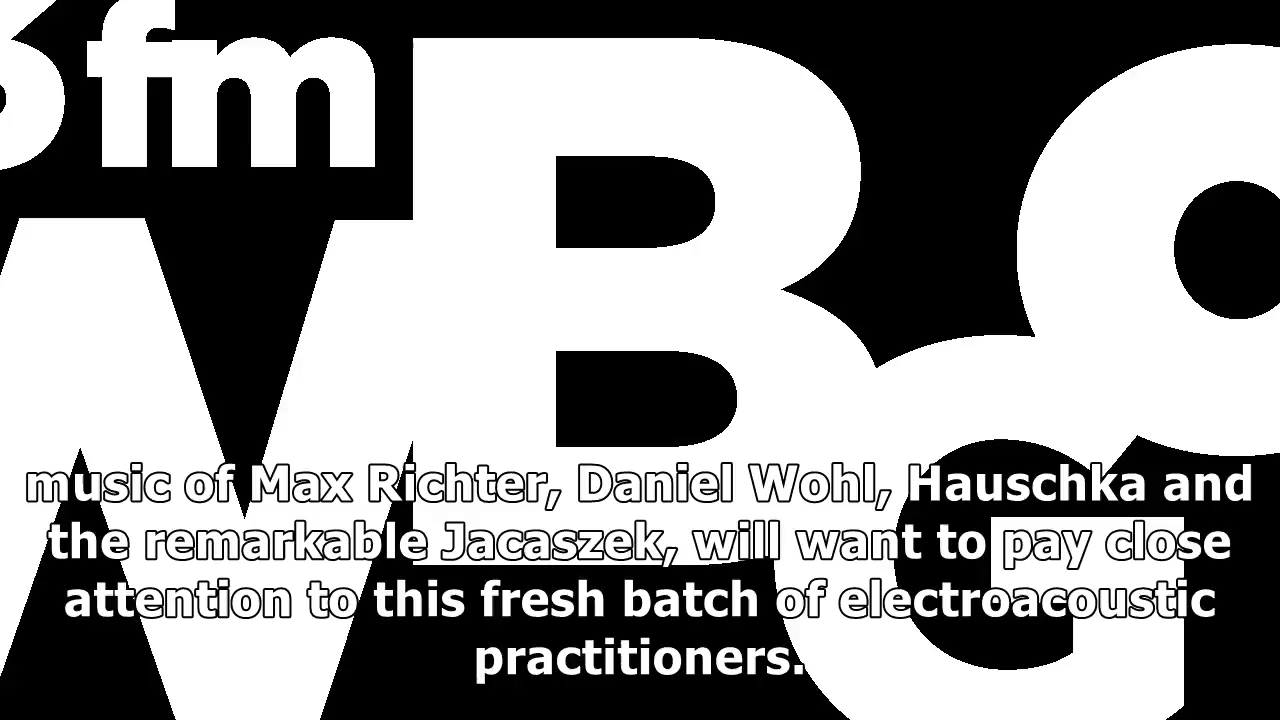 fm
WBG
music of Max Richter, Daniel Wohl, Hauschka and
the remarkable Jacaszek, will want to pay close
attention to this fresh batch of electroacoustic
practitioners.